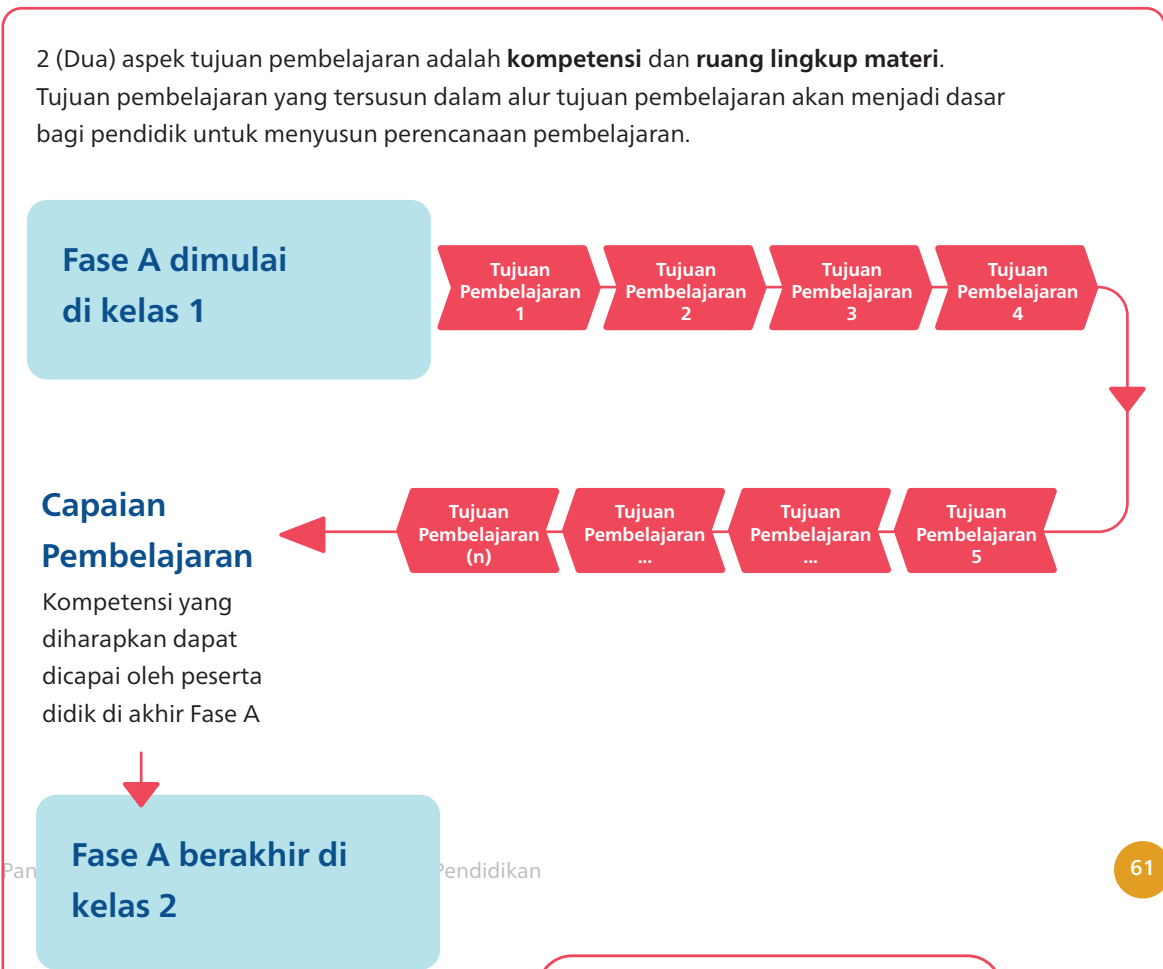 2 (Dua) aspek tujuan pembelajaran adalah kompetensi dan ruang lingkup materi.
Tujuan pembelajaran yang tersusun dalam alur tujuan pembelajaran akan menjadi dasar
bagi pendidik untuk menyusun perencanaan pembelajaran.
Fase A dimulai
di kelas 1
Tujuan
Pembelajaran
1
Tujuan
Pembelajaran
2
Tujuan
Pembelajaran
3
Tujuan
Pembelajaran
4
Tujuan
Pembelajaran
5
Tujuan
Pembelajaran
...
Tujuan
Pembelajaran
...
Tujuan
Pembelajaran
(n)
Capaian
Pembelajaran
Kompetensi yang
diharapkan dapat
dicapai oleh peserta
didik di akhir Fase A
Fase A berakhir di
kelas 2
Pan
Pendidikan
61